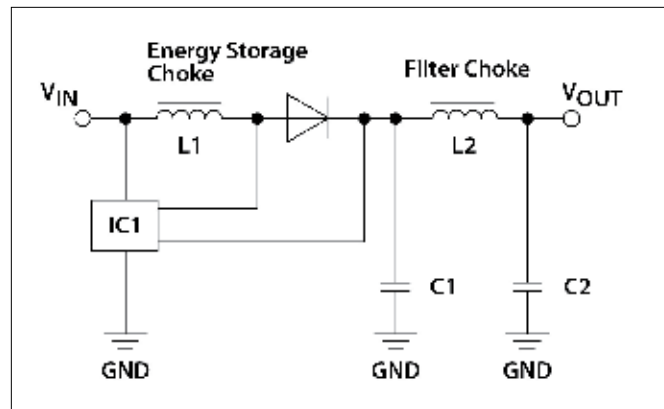 Energy Storage
Choke
Filter Choke
VIN
VOUT
L1
L2
IC1
C1
C2
GND
GND
GND